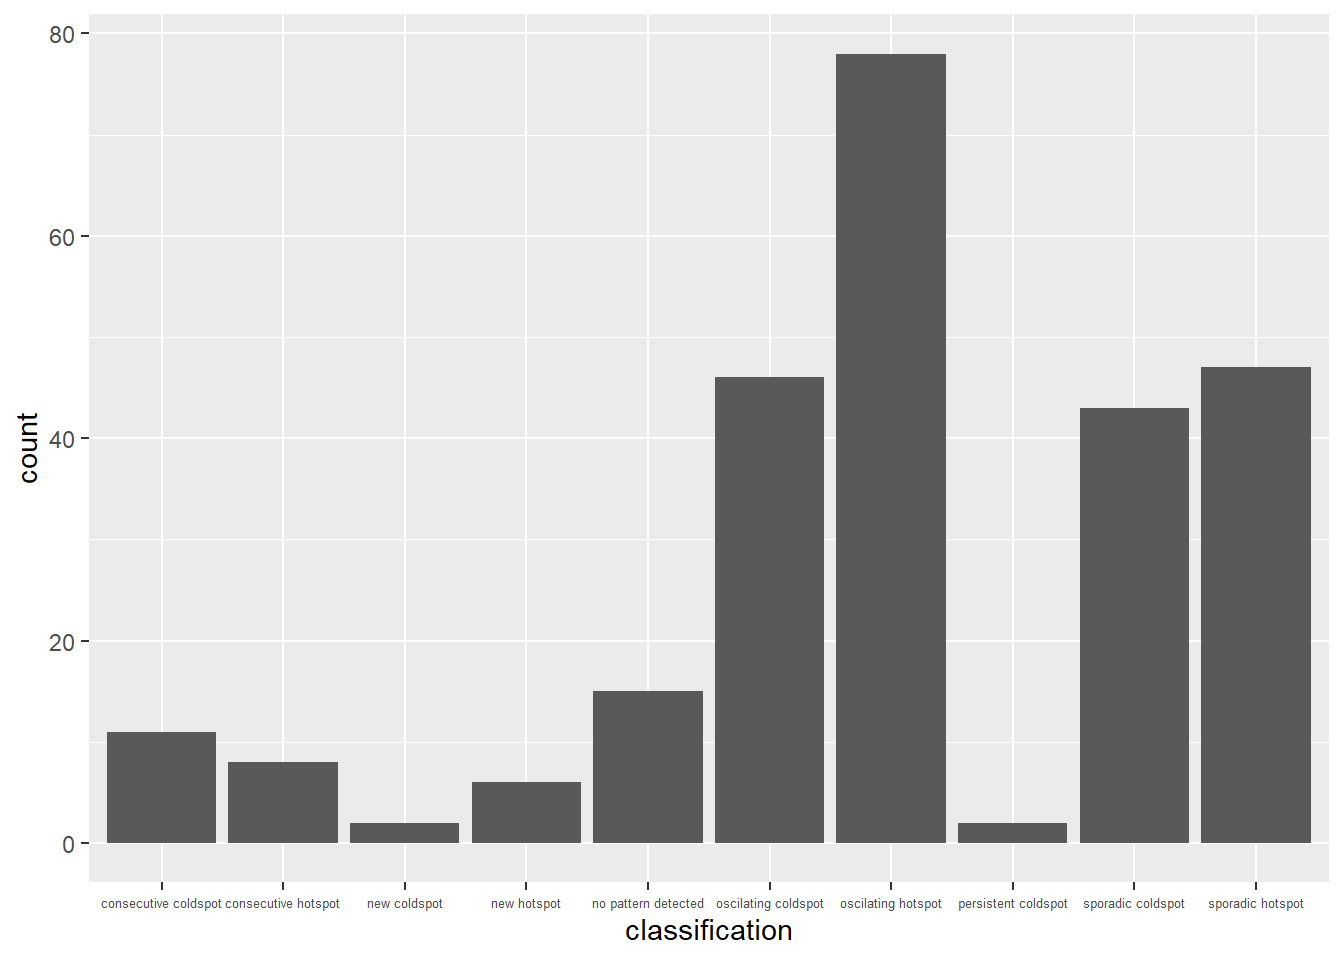 80
60
40
20
0
count
consecutive coldspot consecutive hotspot new coldspot new hotspot no pattern detected oscilating coldspot oscilating hotspot persistent coldspot sporadic coldspot sporadic hotspot
classification